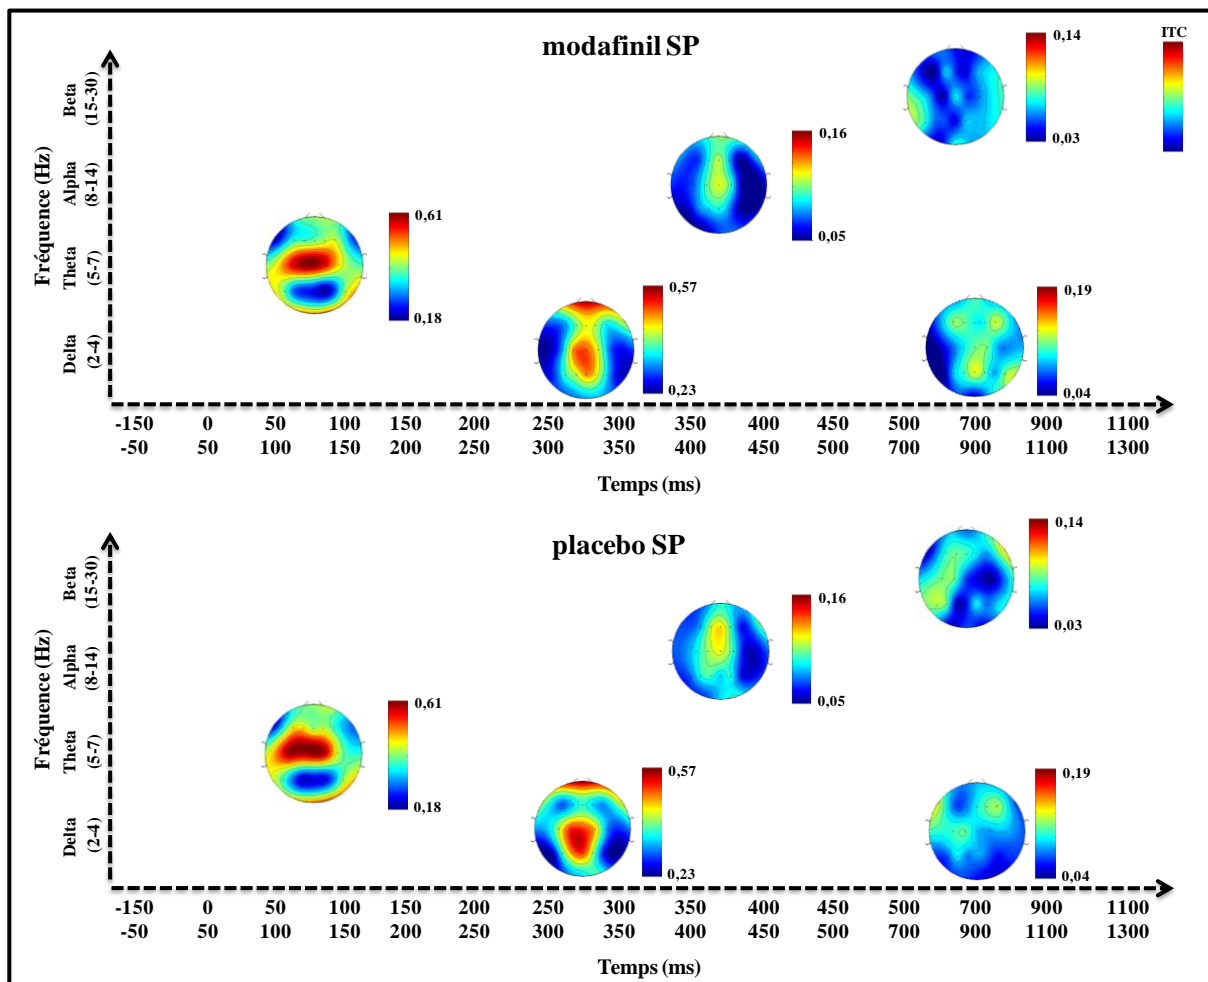 modafinil SP
ITC
0,14
0,03
0,16
0,05
0,61
0,18
0,57
0,23
0,19
0,04
Fréquence (Hz)
Beta
(15-30)
Alpha
(8-14)
Theta
(5-7)
Delta
(2-4)
-150 0 50 100 150 200 250 300 350 400 450 500 700 900 1100
-50 50 100 150 200 250 300 350 400 450 500 700 900 1100 1300
Temps (ms)
placebo SP
0,14
0,03
0,16
0,05
0,61
0,18
0,57
0,23
0,19
0,04
Fréquence (Hz)
Beta
(15-30)
Alpha
(8-14)
Theta
(5-7)
Delta
(2-4)
-150 0 50 100 150 200 250 300 350 400 450 500 700 900 1100
-50 50 100 150 200 250 300 350 400 450 500 700 900 1100 1300
Temps (ms)